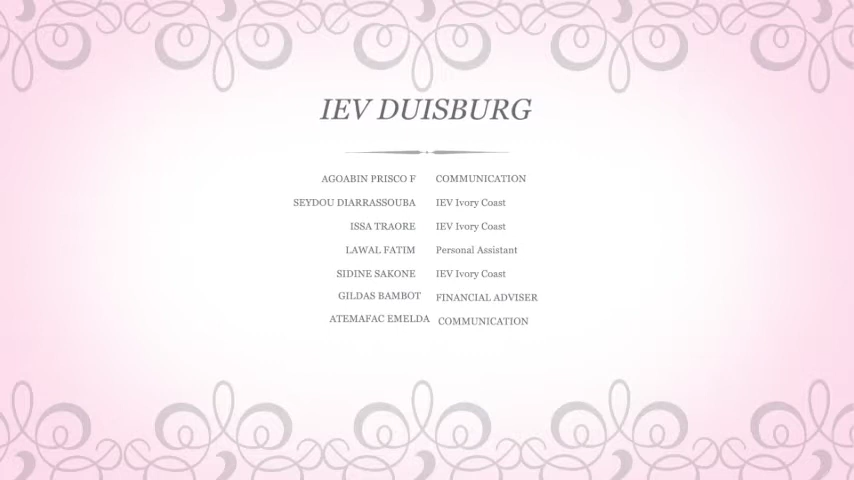 IEV DUISBURG
AGOABIN PRISCO F COMMUNICATION
SEYDOU DIARRASSOUBA IEV Ivory Coast
ISSA TRAORE IEV Ivory Coast
LAWAL FATIM Personal Assistant
SIDINE SAKONE IEV Ivory Coast
GILDAS BAMBOT FINANCIAL ADVISER
ATEMAFAC EMELDA COMMUNICATION